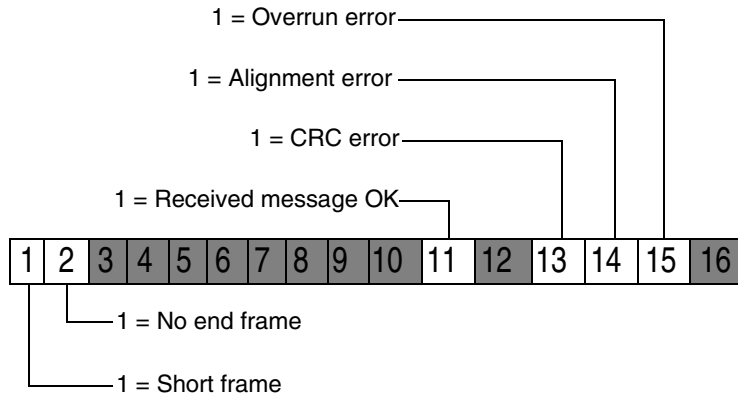 1 = Overrun error
1 = Alignment error
1 = CRC error
1 = Received message OK
1 2 3 4 5 6 7 8 9 10 11 12 13 14 15 16
1 = No end frame
1 = Short frame